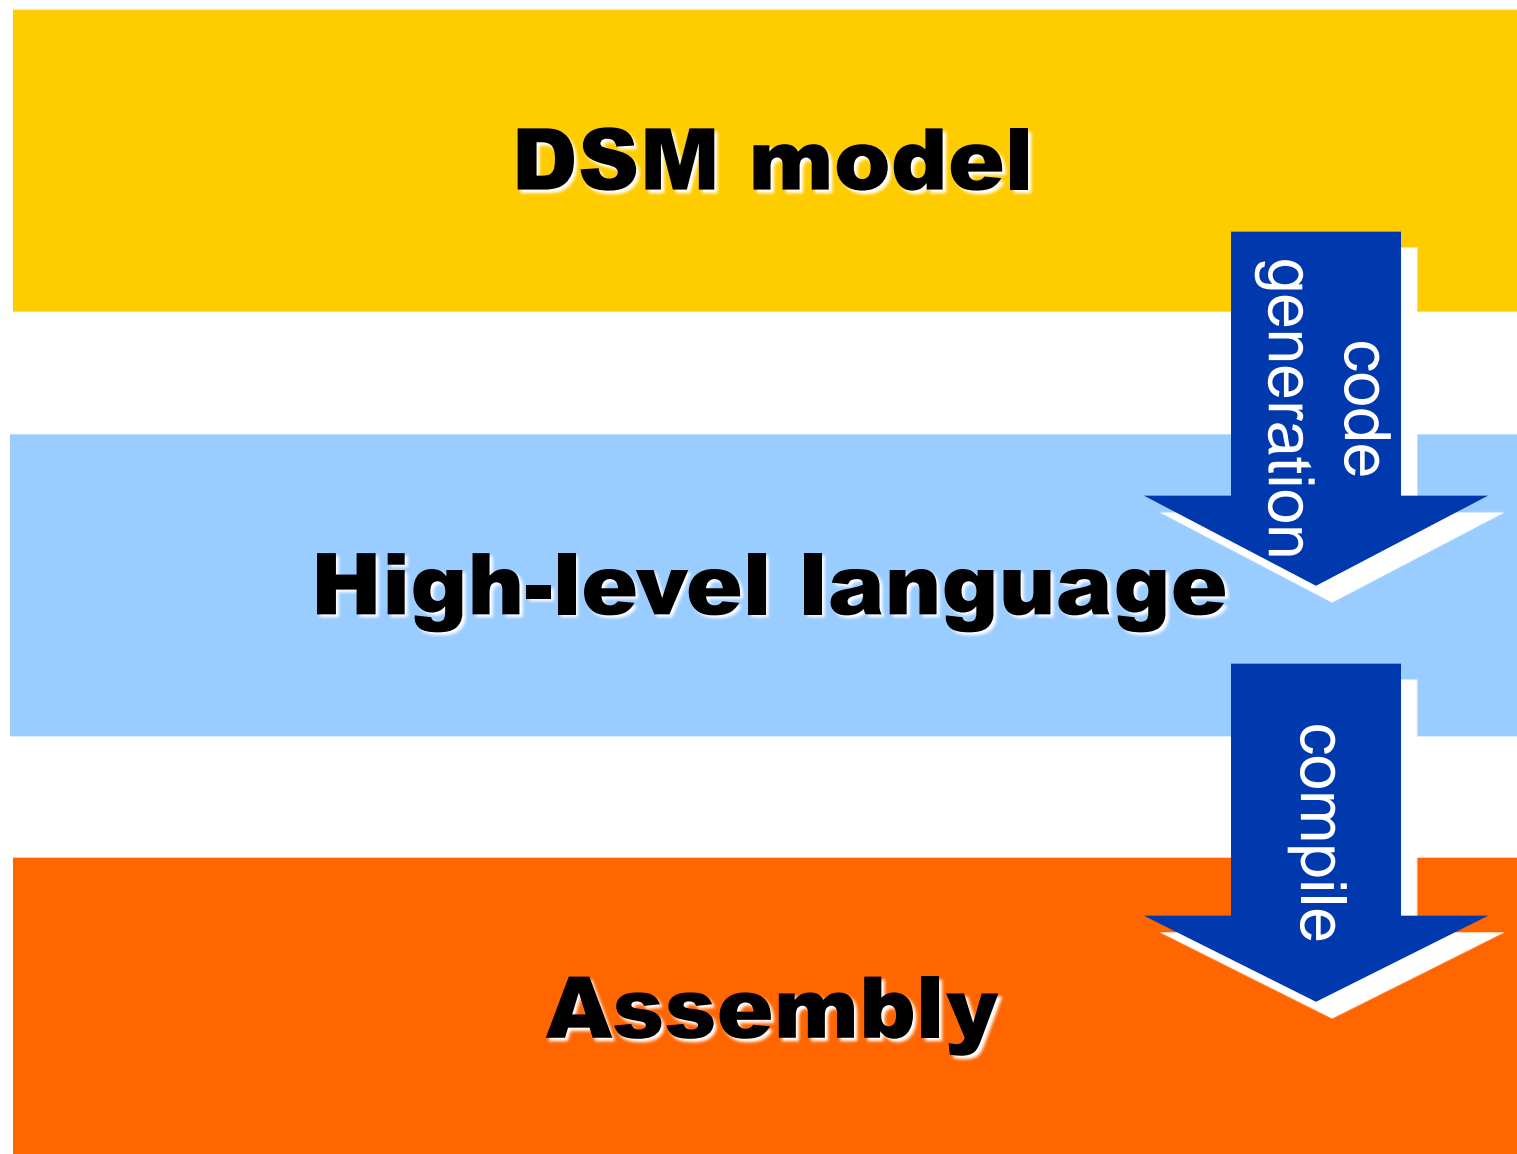 DSM model
code
generation
High-level language
compile
Assembly